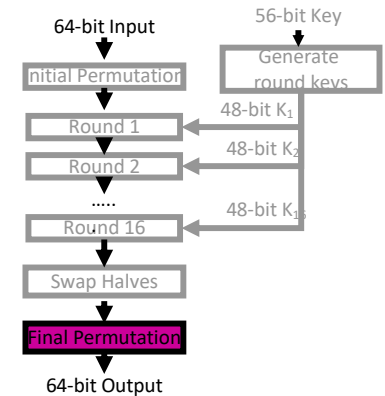 56-bit Key
64-bit Input
Generate
round keys
nitial Permutation
48-bit K₁
Round 1
48-bit K₂
Round 2
.....
48-bit K₁₆
Round 16
Swap Halves
Final Permutation
64-bit Output